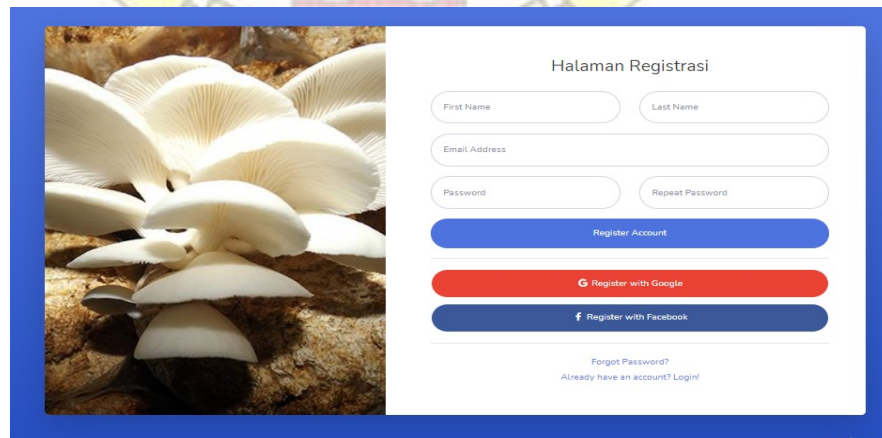 Halaman Registrasi
First Name Last Name
Email Address
Password Repeat Password
Register Account
G Register with Google
f Register with Facebook
Forgot Password?
Already have an account? Login!